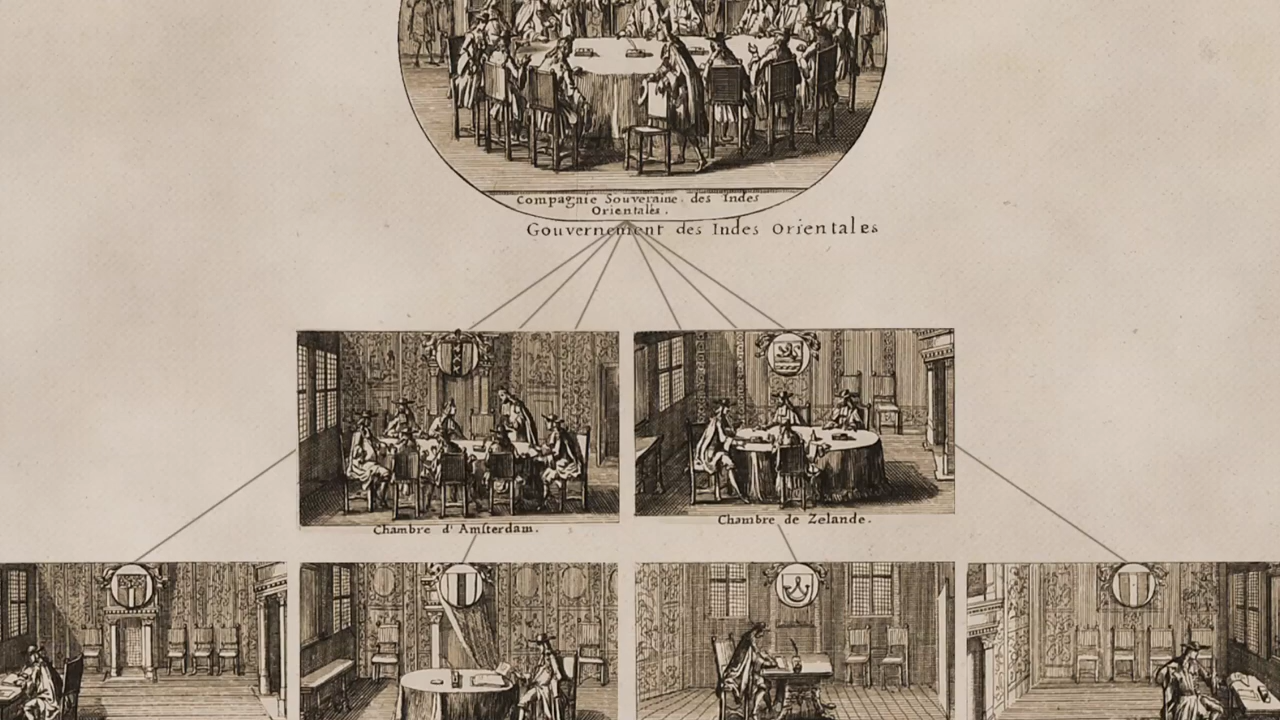 Compagnie Souveraine des Indes
Orientales.
Gouvernement des Indes Orientales
Chambre d'Amsterdam.
Chambre de Zelande.